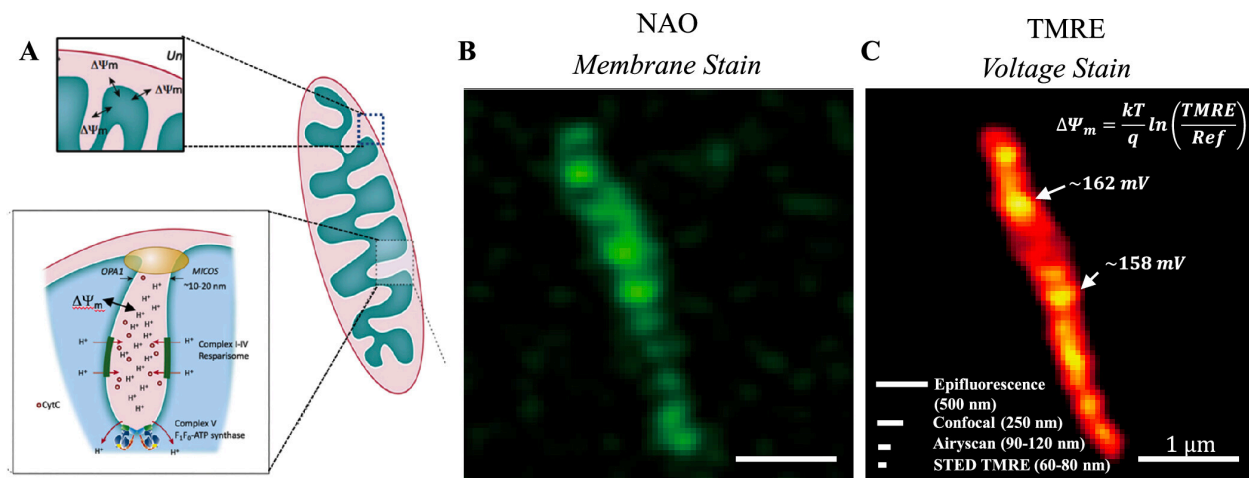 A
Un
ΔΨm
ΔΨm
ΔΨm
OPA1
MICOS
~10-20 nm
ΔΨm
H⁺
H⁺
H⁺
H⁺
H⁺
H⁺
H⁺
H⁺
H⁺
H⁺
H⁺
H⁺
H⁺ H⁺
Complex I-IV
Resparisome
H⁺ H⁺
CytC
Complex V
F₁F₀-ATP synthase
H⁺ H⁺
B
NAO
Membrane Stain
C
TMRE
Voltage Stain
ΔΨₘ = kT/q ln(TMRE/Ref)
~162 mV
~158 mV
Epifluorescence
(500 nm)
Confocal (250 nm)
Airyscan (90-120 nm)
STED TMRE (60-80 nm)
1 µm